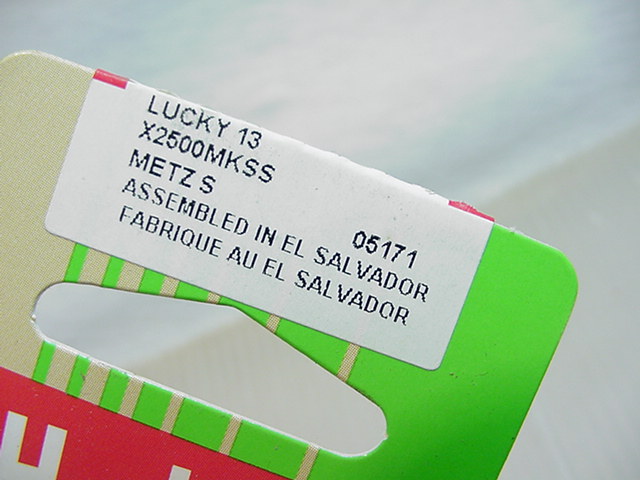 LUCKY 13
X2500MKSS
METZ S
05171
ASSEMBLED IN EL SALVADOR
FABRIQUE AU EL SALVADOR